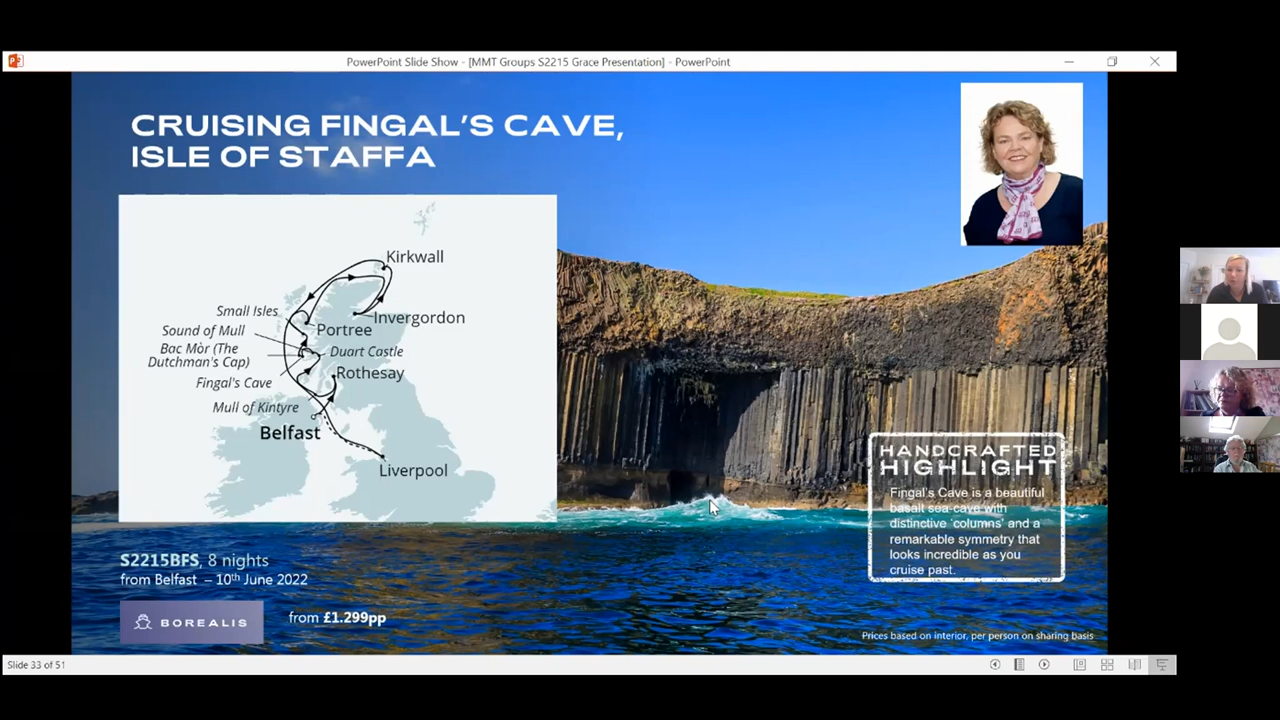 PowerPoint Slide Show - [MMT Groups S2215 Grace Presentation] - PowerPoint
CRUISING FINGAL'S CAVE,
ISLE OF STAFFA
Kirkwall
Small Isles
Invergordon
Sound of Mull
Portree
Bac Mòr (The
Dutchman's Cap)
Duart Castle
Rothesay
Fingal's Cave
Mull of Kintyre
Belfast
Liverpool
HANDCRAFTED
HIGHLIGHT
Fingal's Cave is a beautiful
basalt sea-cave with
distinctive 'columns' and a
remarkable symmetry that
looks incredible as you
cruise past.
S2215BFS, 8 nights
from Belfast – 10th June 2022
BOREALIS
from £1.299pp
Prices based on interior, per person on sharing basis
Slide 33 of 51